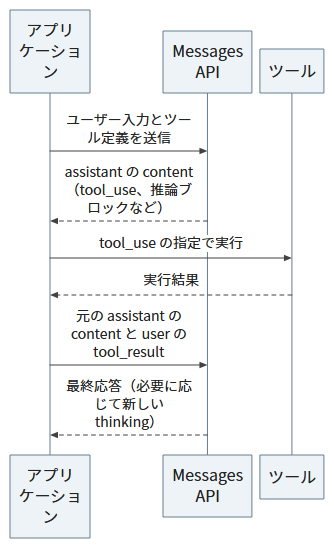 アプリ
ケーショ
ン
Messages
API
ツール
ユーザー入力とツ
ール定義を送信
assistant の content
（tool_use、推論ブ
ロックなど）
tool_use の指定で実行
実行結果
元の assistant の
content と user の
tool_result
最終応答（必要に応
じて新しい
thinking）
アプリ
ケーショ
ン
Messages
API
ツール